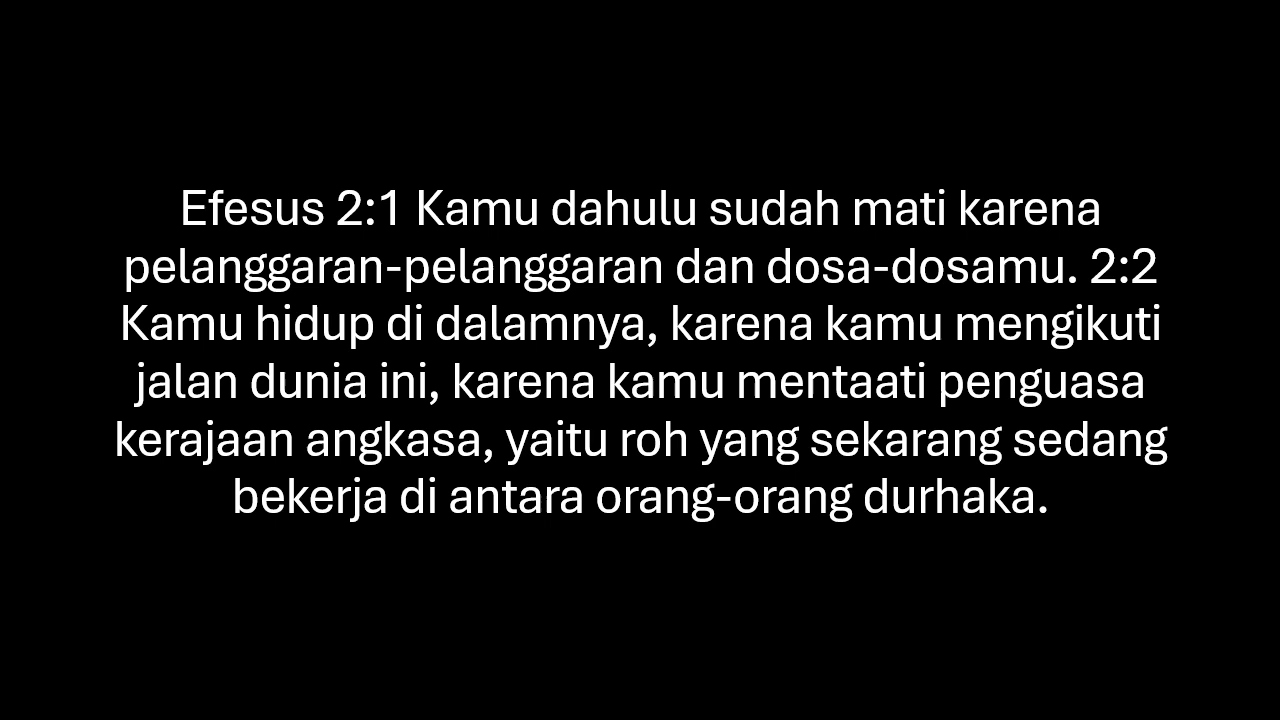 Efesus 2:1 Kamu dahulu sudah mati karena
pelanggaran-pelanggaran dan dosa-dosamu. 2:2
Kamu hidup di dalamnya, karena kamu mengikuti
jalan dunia ini, karena kamu mentaati penguasa
kerajaan angkasa, yaitu roh yang sekarang sedang
bekerja di antara orang-orang durhaka.